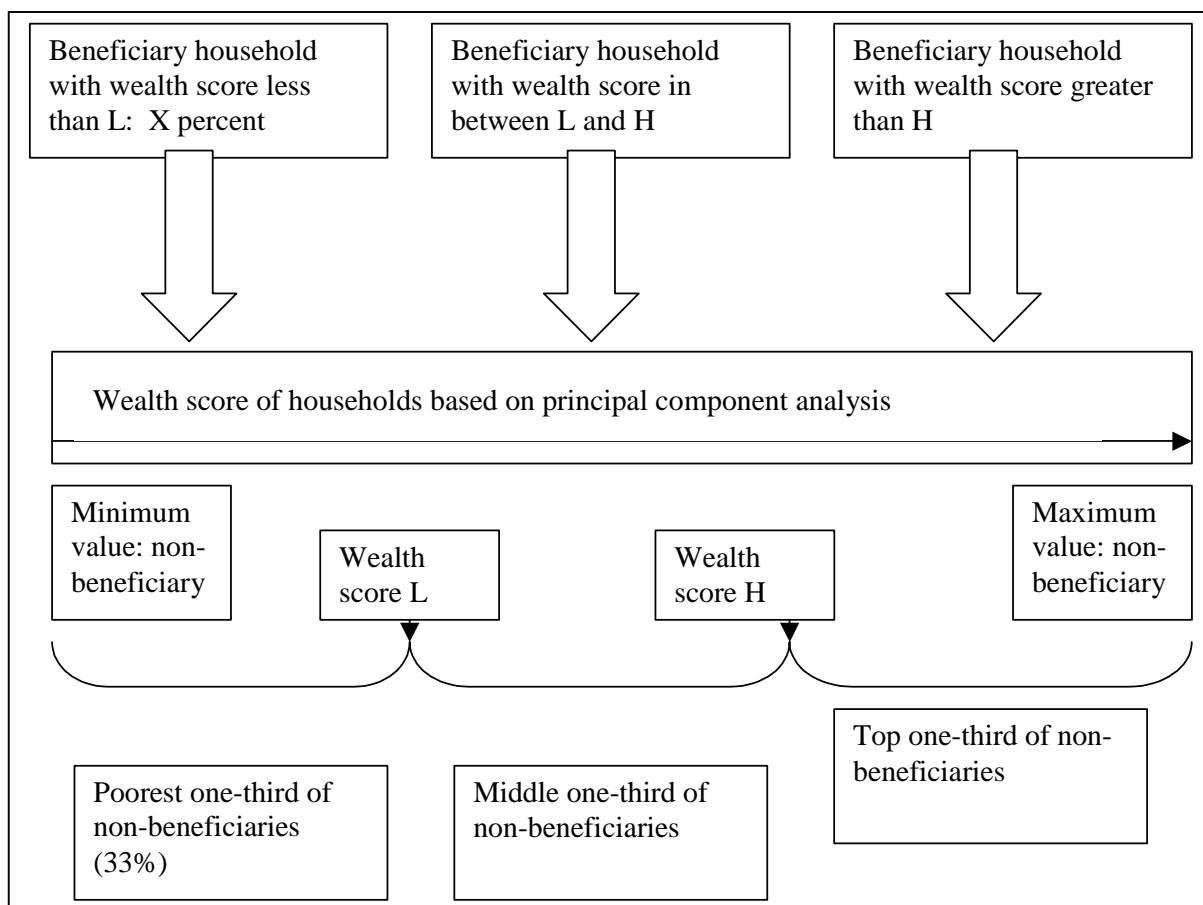 Beneficiary household
with wealth score less
than L:  X percent
Beneficiary household
with wealth score in
between L and H
Beneficiary household
with wealth score greater
than H
Wealth score of households based on principal component analysis
Minimum
value: non-
beneficiary
Wealth
score L
Wealth
score H
Maximum
value: non-
beneficiary
Poorest one-third of
non-beneficiaries
(33%)
Middle one-third of
non-beneficiaries
Top one-third of non-
beneficiaries